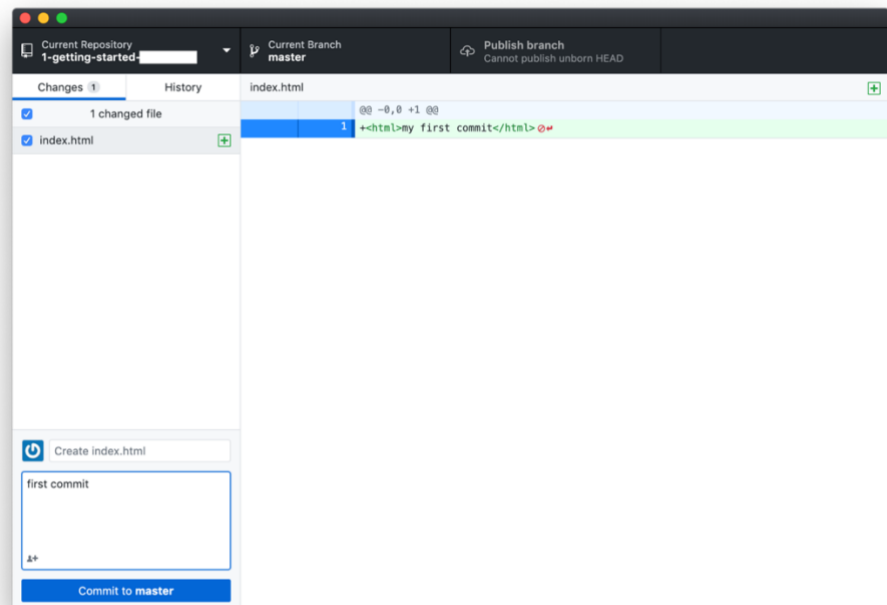 Current Repository
1-getting-started-
Current Branch
master
Publish branch
Cannot publish unborn HEAD
Changes 1
History
index.html
1 changed file
index.html
@@ -0,0 +1 @@
1 +<html>my first commit</html>
Create index.html
first commit
Commit to master